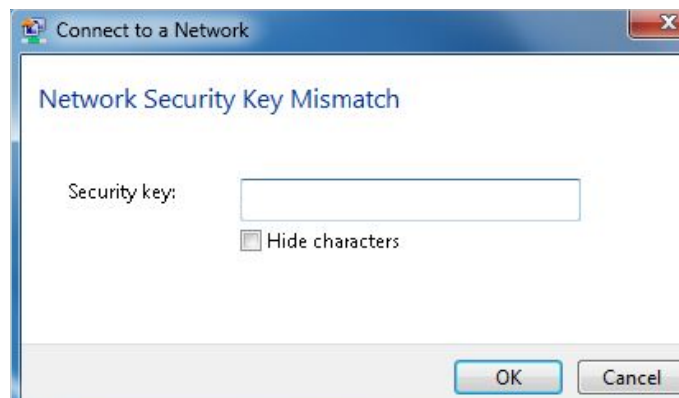 Connect to a Network
Network Security Key Mismatch
Security key:
Hide characters
OK Cancel